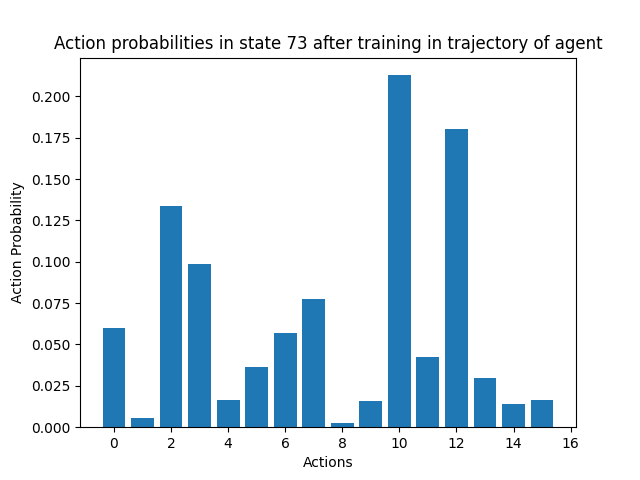 Action probabilities in state 73 after training in trajectory of agent
0.200
0.175
0.150
0.125
0.100
0.075
0.050
0.025
0.000
Action Probability
0 2 4 6 8 10 12 14 16
Actions